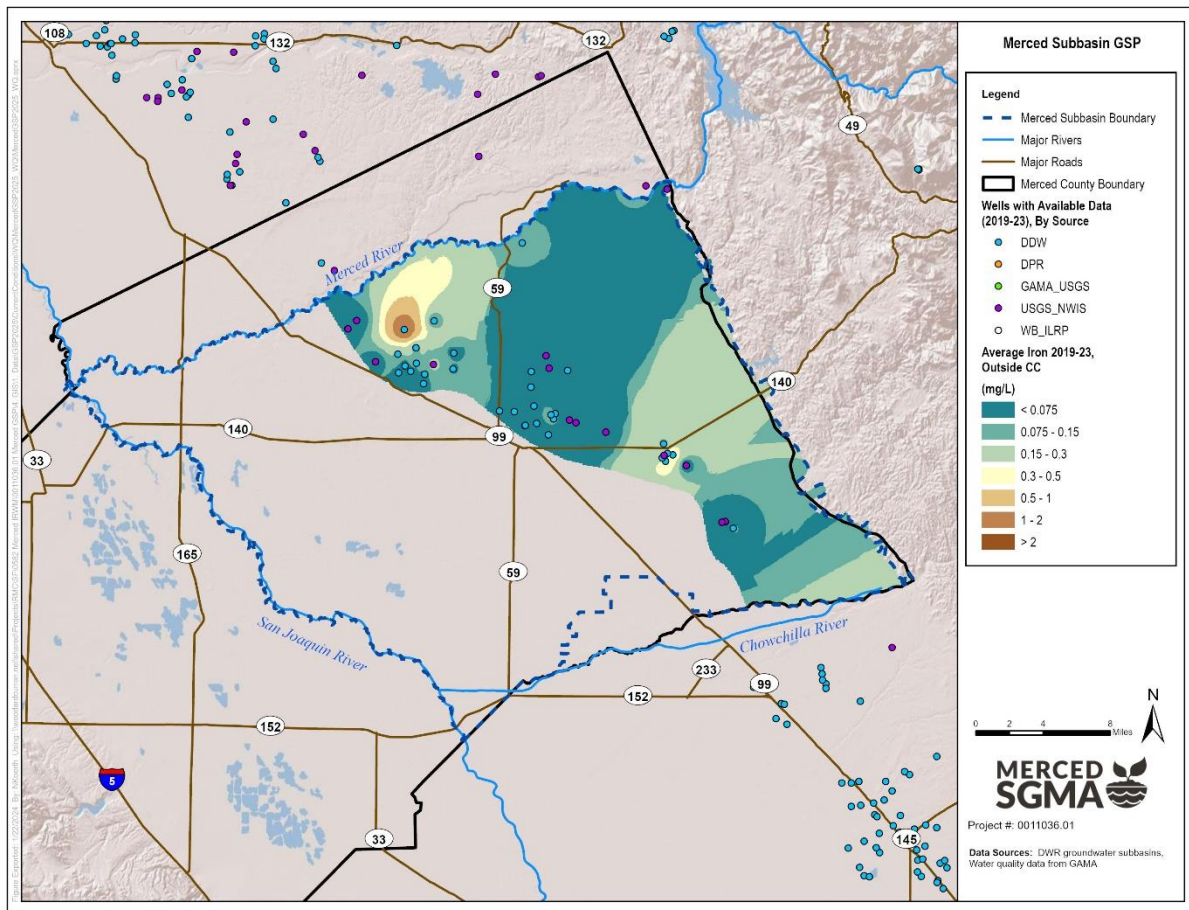 Merced Subbasin GSP
Legend
Merced Subbasin Boundary
Major Rivers
Major Roads
Merced County Boundary
Wells with Available Data
(2019-23), By Source
DDW
DPR
GAMA_USGS
USGS_NWIS
WB_ILRP
Average Iron 2019-23,
Outside CC
(mg/L)
< 0.075
0.075 - 0.15
0.15 - 0.3
0.3 - 0.5
0.5 - 1
1 - 2
> 2
N
0 2 4 8
Miles
MERCED
SGMA
Project #: 0011036.01
Data Sources: DWR groundwater subbasins,
Water quality data from GAMA
108
132
132
49
Merced River
59
140
140
99
33
165
59
San Joaquin River
Chowchilla River
233
99
152
152
5
33
145